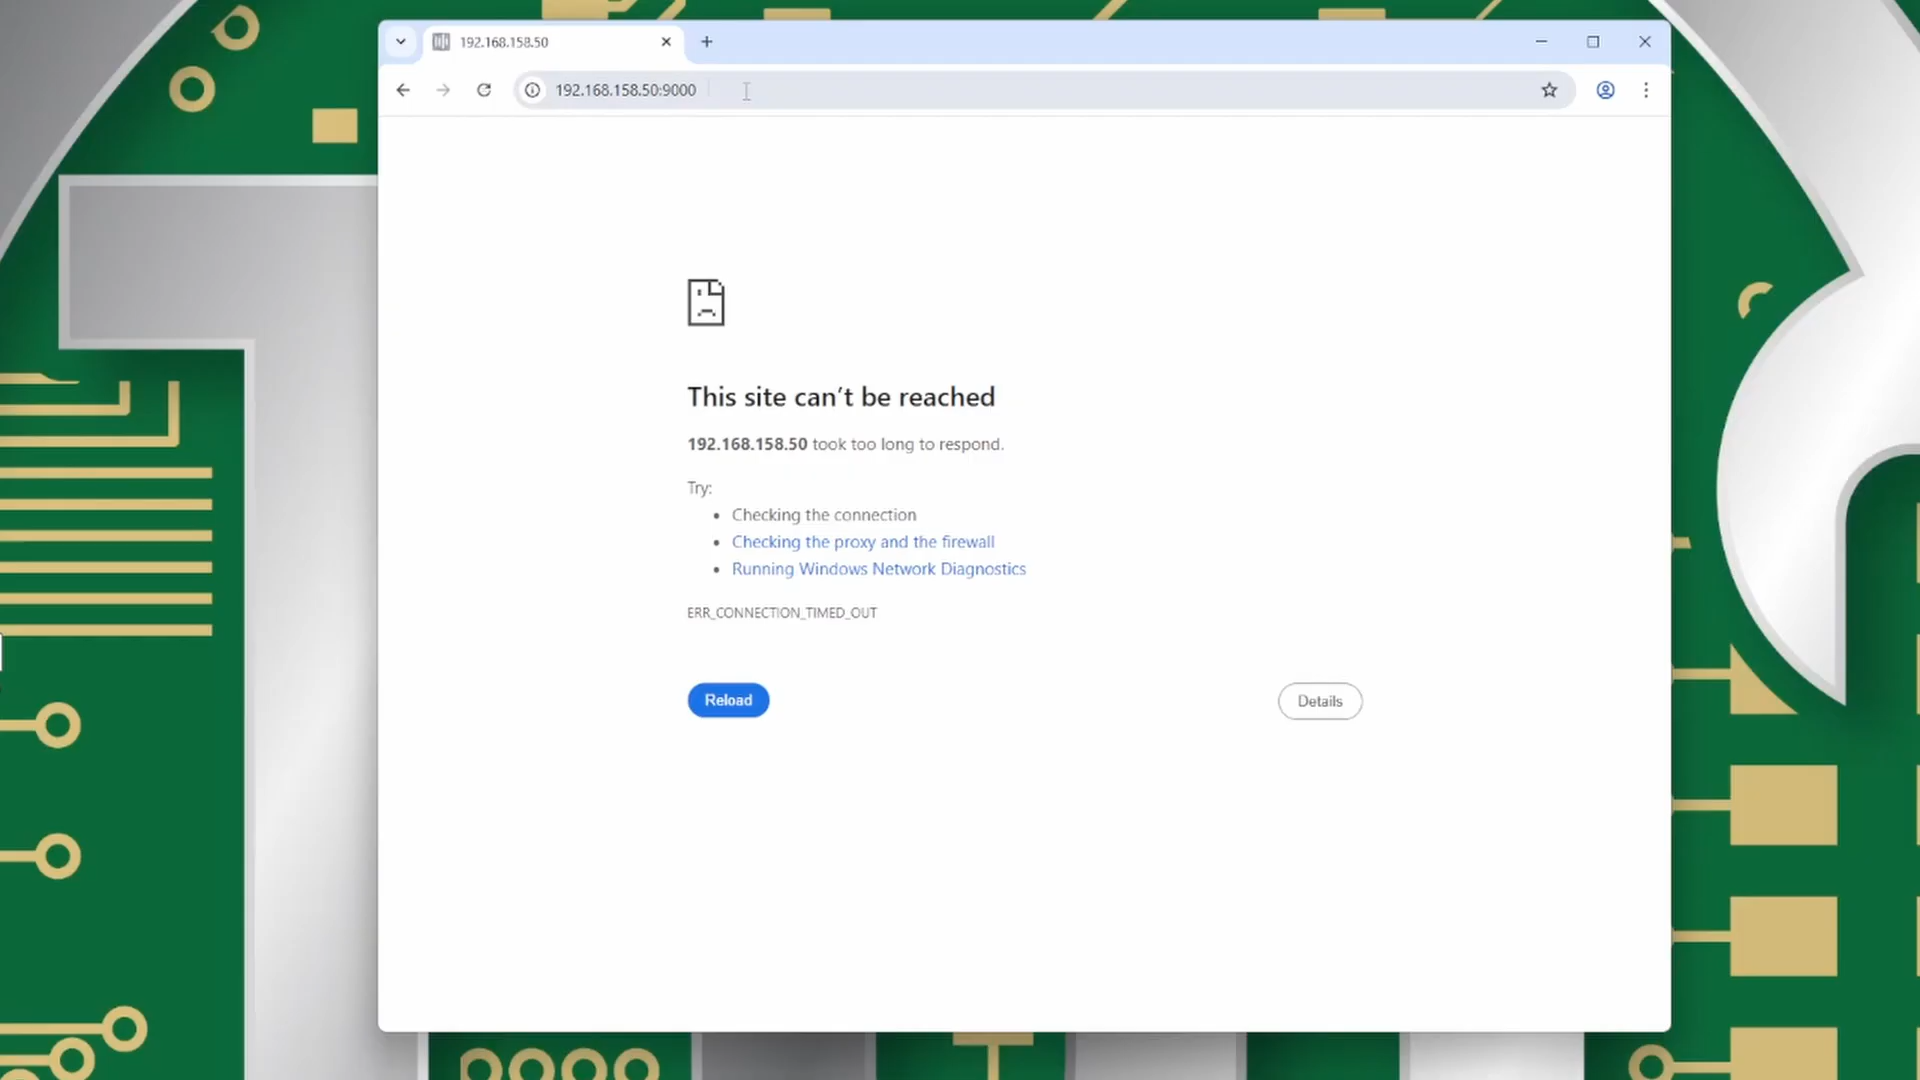 192.168.158.50
192.168.158.50:9000
This site can't be reached
192.168.158.50 took too long to respond.
Try:
Checking the connection
Checking the proxy and the firewall
Running Windows Network Diagnostics
ERR_CONNECTION_TIMED_OUT
Reload
Details